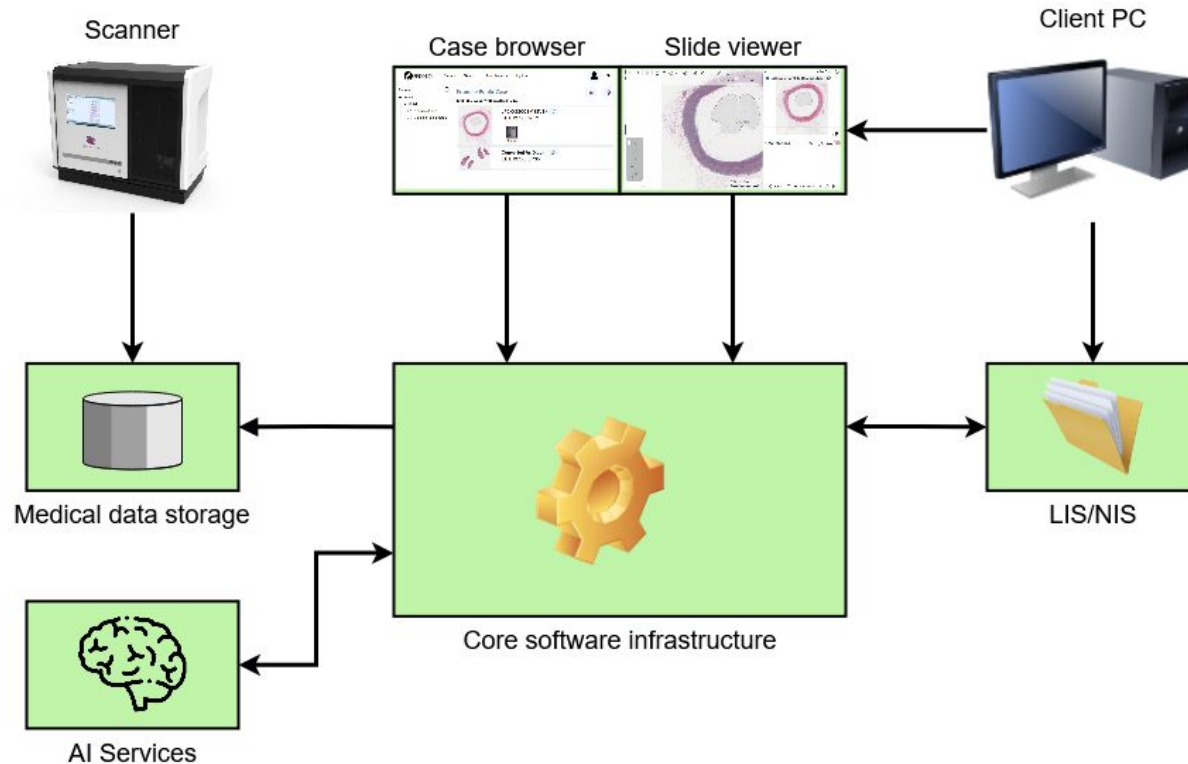 Scanner
Case browser
Slide viewer
Client PC
Medical data storage
Core software infrastructure
LIS/NIS
AI Services